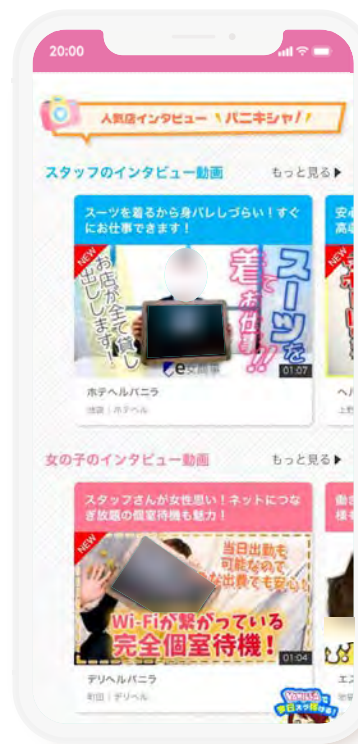 20:00
人気店インタビュー \ バニキシャ! /
スタッフのインタビュー動画
もっと見る▶
スーツを着るから身バレしづらい！すぐ
にお仕事できます！
NEW
お店が全て貸し
出しします！
スーツを
着て
お仕事!!
01:07
ホテヘルバニラ
池袋｜ホテヘル
女の子のインタビュー動画
もっと見る▶
スタッフさんが女性思い！ネットにつな
ぎ放題の個室待機も魅力！
NEW
当日出勤も
可能なので
な出費でも安心!
Wi-Fiが繋がっている
完全個室待機!
01:04
デリヘルバニラ
町田｜デリヘル